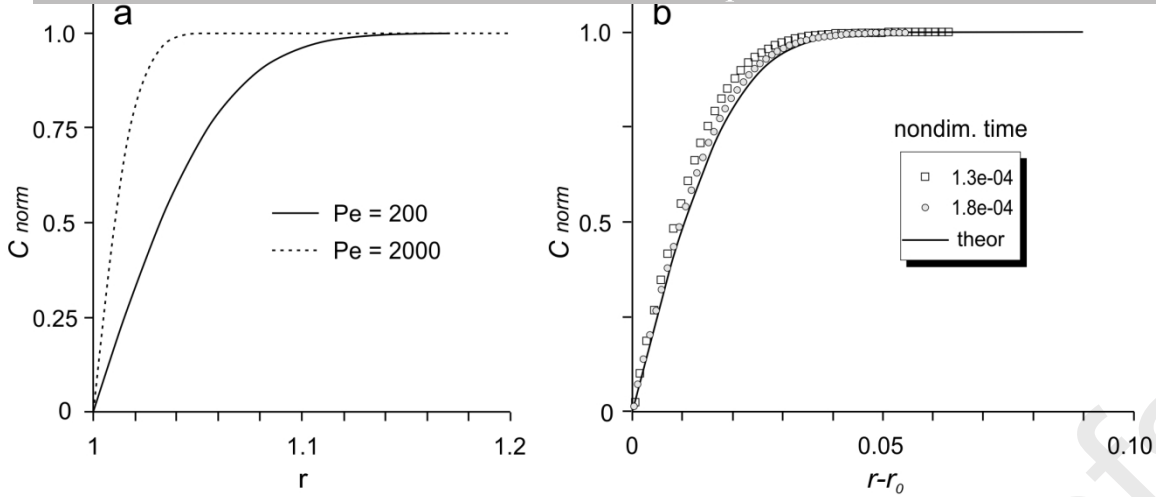 a
1.0
0.75
0.5
0.25
0
C norm
Pe = 200
Pe = 2000
1
1.1
1.2
r
b
1.0
0.5
0
C norm
nondim. time
1.3e-04
1.8e-04
theor
0
0.05
0.10
r-r0